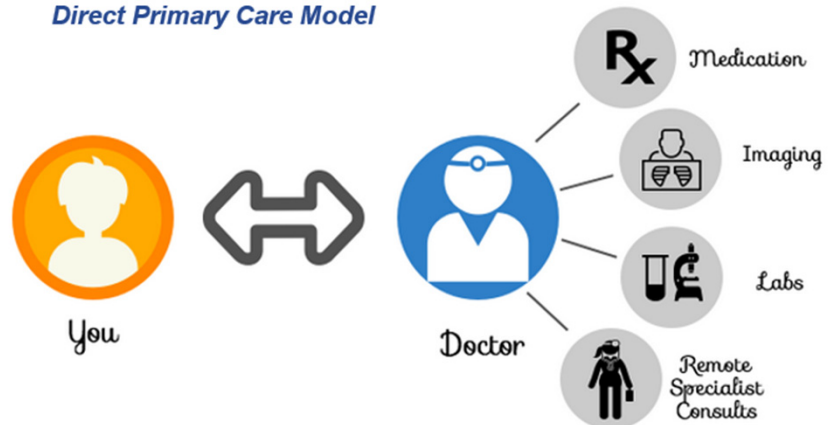 Direct Primary Care Model
Rx
Medication
Imaging
You
Doctor
Labs
Remote
Specialist
Consults